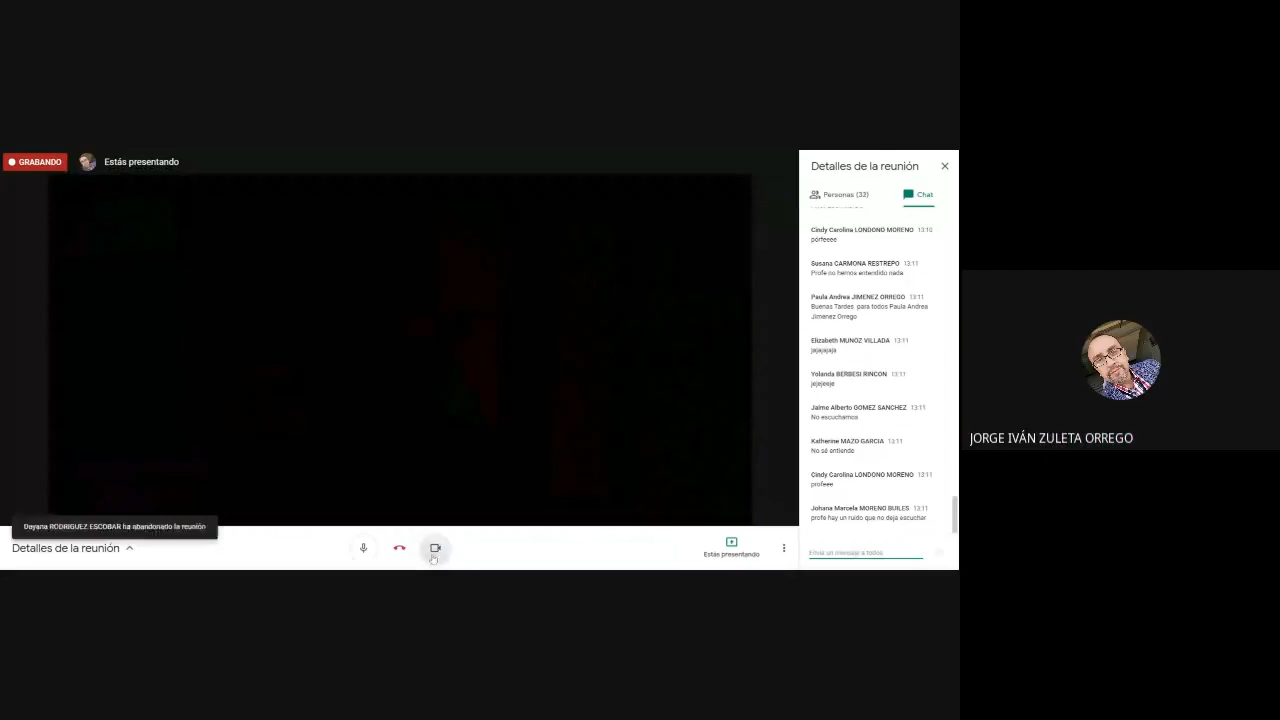 GRABANDO
Estás presentando
Detalles de la reunión
Personas (32)
Chat
Cindy Carolina LONDONO MORENO 13:10
porfeeee
Susana CARMONA RESTREPO 13:11
Profe no hemos entendido nada
Paula Andrea JIMENEZ ORREGO 13:11
Buenas Tardes para todos Paula Andrea
Jimenez Orrego
Elizabeth MUNOZ VILLADA 13:11
jajajajaja
Yolanda BERBESI RINCON 13:11
jejejeeje
Jaime Alberto GOMEZ SANCHEZ 13:11
No escuchamos
Katherine MAZO GARCIA 13:11
No sé entiende
Cindy Carolina LONDONO MORENO 13:11
profeee
Johana Marcela MORENO BUILES 13:11
profe hay un ruido que no deja escuchar
Envía un mensaje a todos
Dayana RODRIGUEZ ESCOBAR ha abandonado la reunión
Detalles de la reunión
Estás presentando
JORGE IVÁN ZULETA ORREGO